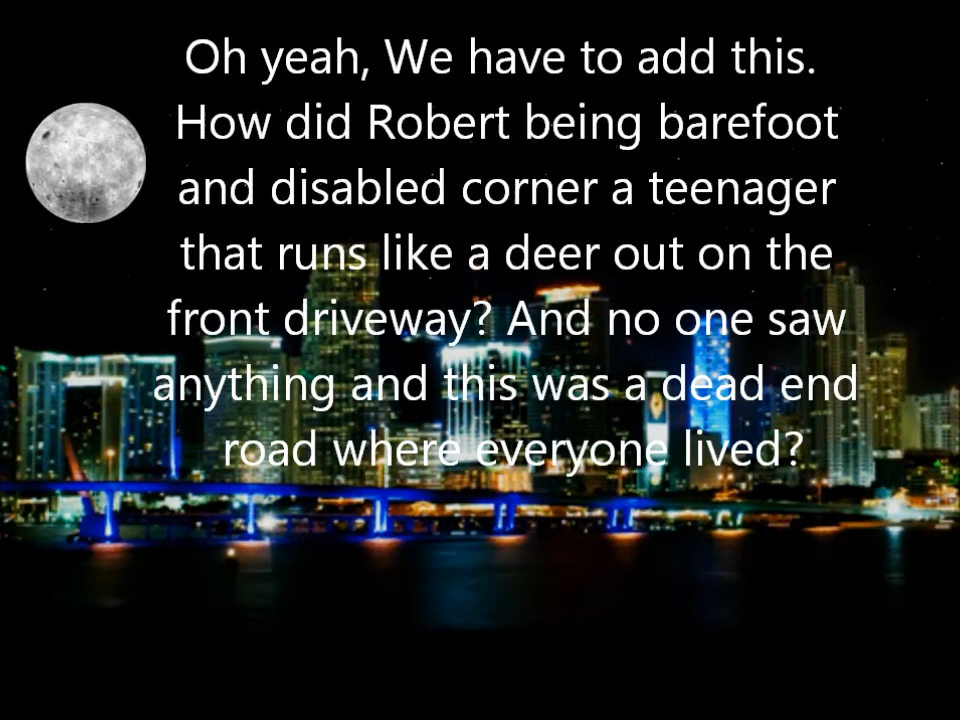 Oh yeah, We have to add this.
How did Robert being barefoot
and disabled corner a teenager
that runs like a deer out on the
front driveway? And no one saw
anything and this was a dead end
road where everyone lived?